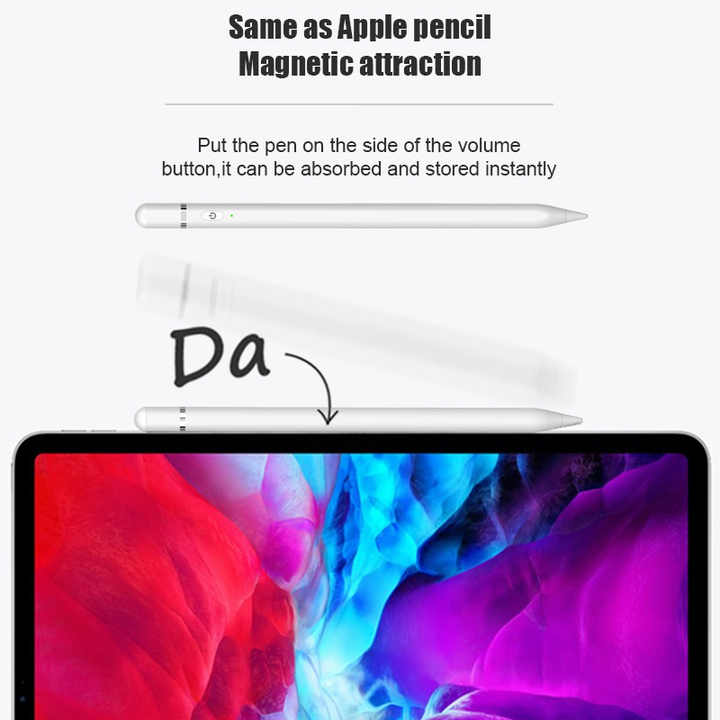 Same as Apple pencil
Magnetic attraction
Put the pen on the side of the volume
button,it can be absorbed and stored instantly
Da